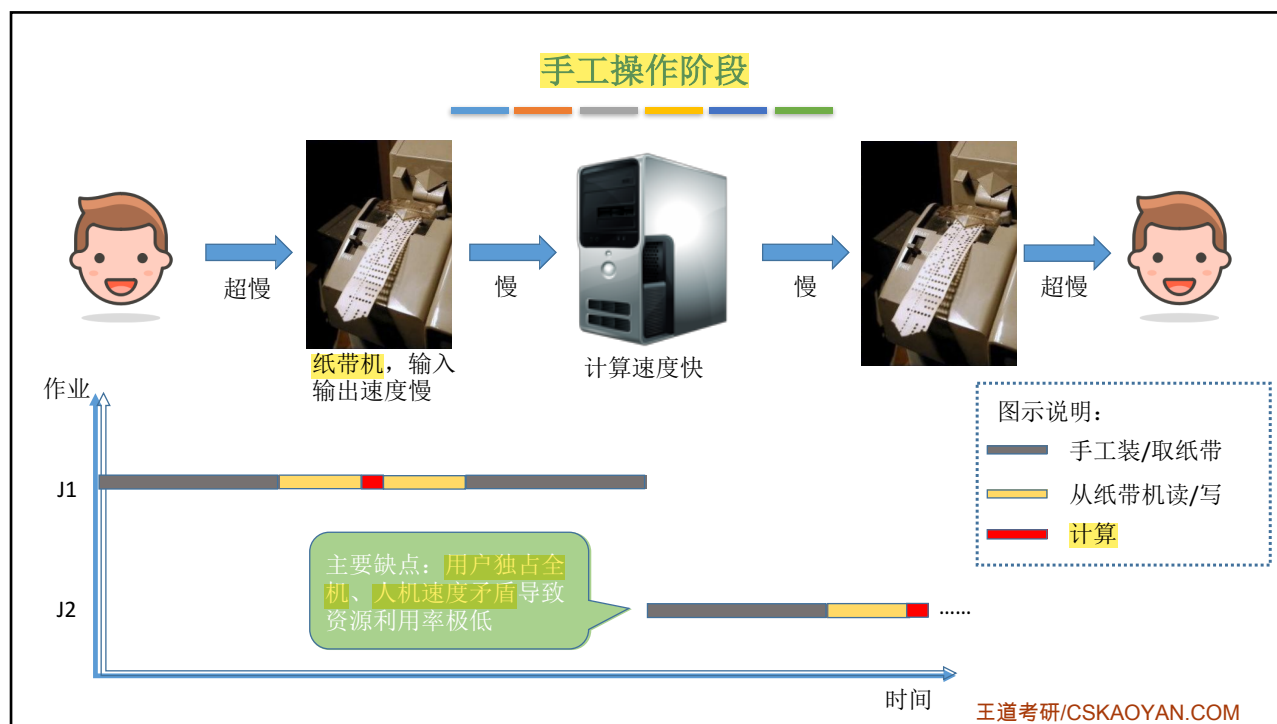 手工操作阶段
超慢
慢
慢
超慢
纸带机，输入
输出速度慢
计算速度快
作业
图示说明：
手工装/取纸带
从纸带机读/写
计算
J1
主要缺点：用户独占全
机、人机速度矛盾导致
资源利用率极低
J2
……
时间
王道考研/CSKAOYAN.COM